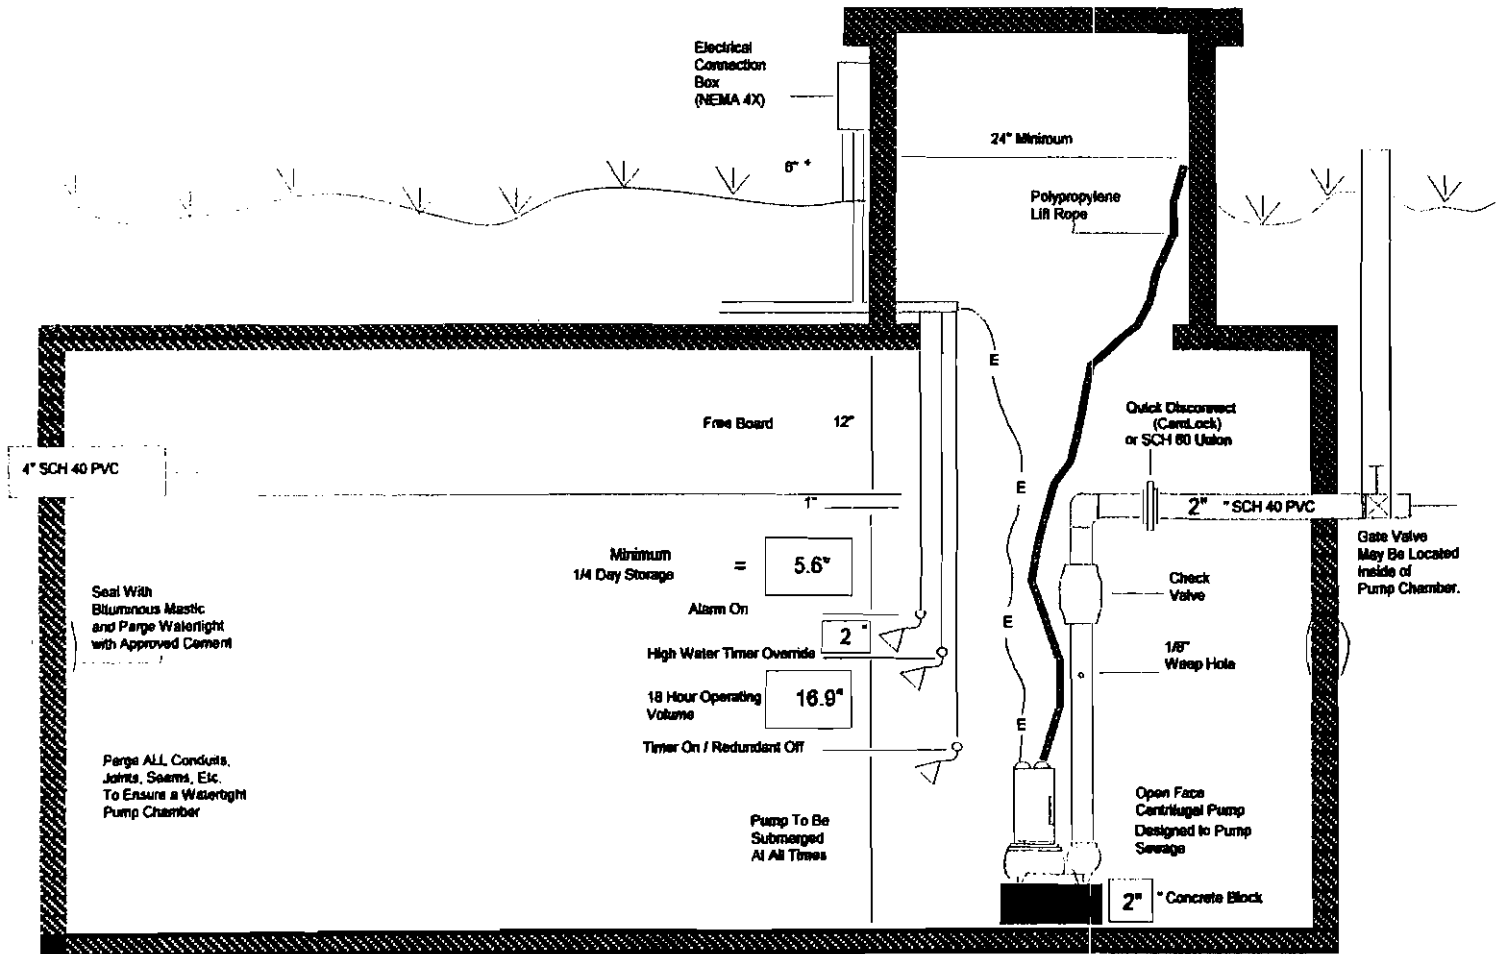 Electrical
Connection
Box
(NEMA 4X)
24" Minimum
6" +
Polypropylene
Lift Rope
E
Free Board 12"
Quick Disconnect
(CamLock)
or SCH 80 Union
4" SCH 40 PVC
E
1"
2" " SCH 40 PVC
Gate Valve
May Be Located
Inside of
Pump Chamber.
Minimum
1/4 Day Storage = 5.6"
Check
Valve
Seal With
Bituminous Mastic
and Parge Watertight
with Approved Cement
Alarm On
E
2 "
High Water Timer Override
1/8"
Weep Hole
18 Hour Operating
Volume
16.9"
E
Timer On / Redundant Off
Parge ALL Conduits,
Joints, Seams, Etc.
To Ensure a Watertight
Pump Chamber
Pump To Be
Submerged
At All Times
Open Face
Centrifugal Pump
Designed to Pump
Sewage
2" " Concrete Block